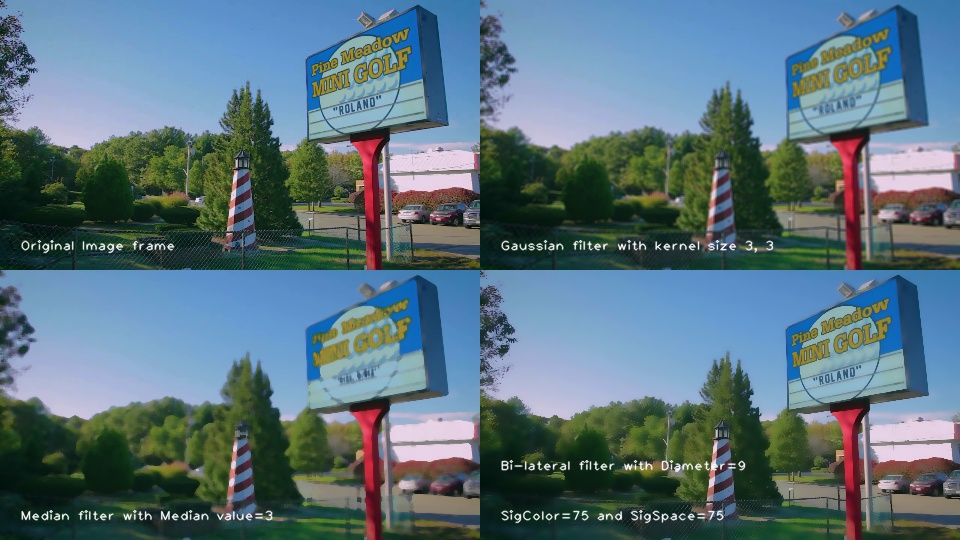 Pine Meadow
MINI GOLF
"ROLAND"
Original Image frame
Pine Meadow
MINI GOLF
"ROLAND"
Gaussian filter with kernel size 3, 3
Pine Meadow
MINI GOLF
Median filter with Median value=3
Pine Meadow
MINI GOLF
"ROLAND"
Bi-lateral filter with Diameter=9
SigColor=75 and SigSpace=75